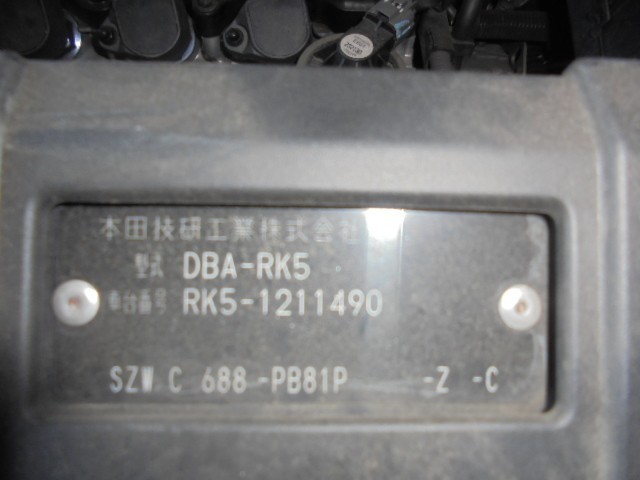 本田技研工業株式会社
型式 DBA-RK5
車台番号 RK5-1211490
SZW C 688 -PB81P -Z -C